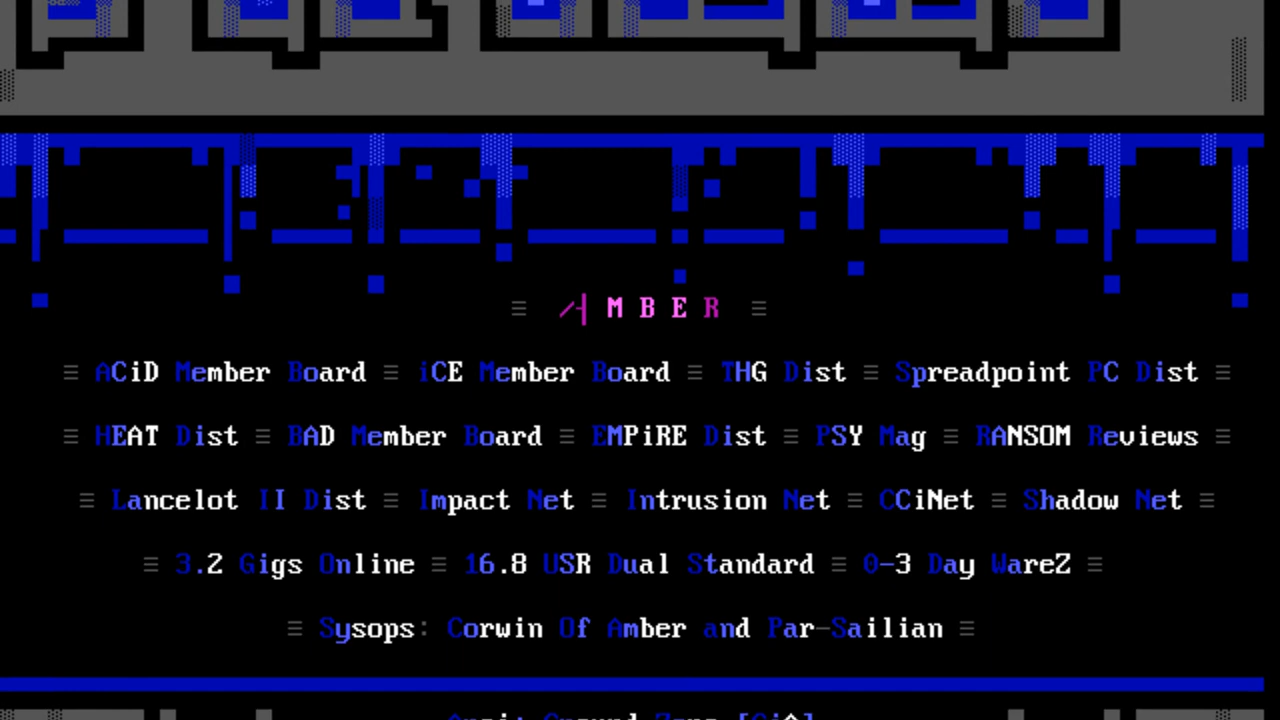 ≡ AMBER ≡
≡ ACiD Member Board ≡ iCE Member Board ≡ THG Dist ≡ Spreadpoint PC Dist ≡
≡ HEAT Dist ≡ BAD Member Board ≡ EMPiRE Dist ≡ PSY Mag ≡ RANSOM Reviews ≡
≡ Lancelot II Dist ≡ Impact Net ≡ Intrusion Net ≡ CCiNet ≡ Shadow Net ≡
≡ 3.2 Gigs Online ≡ 16.8 USR Dual Standard ≡ 0-3 Day WareZ ≡
≡ Sysops: Corwin Of Amber and Par-Sailian ≡